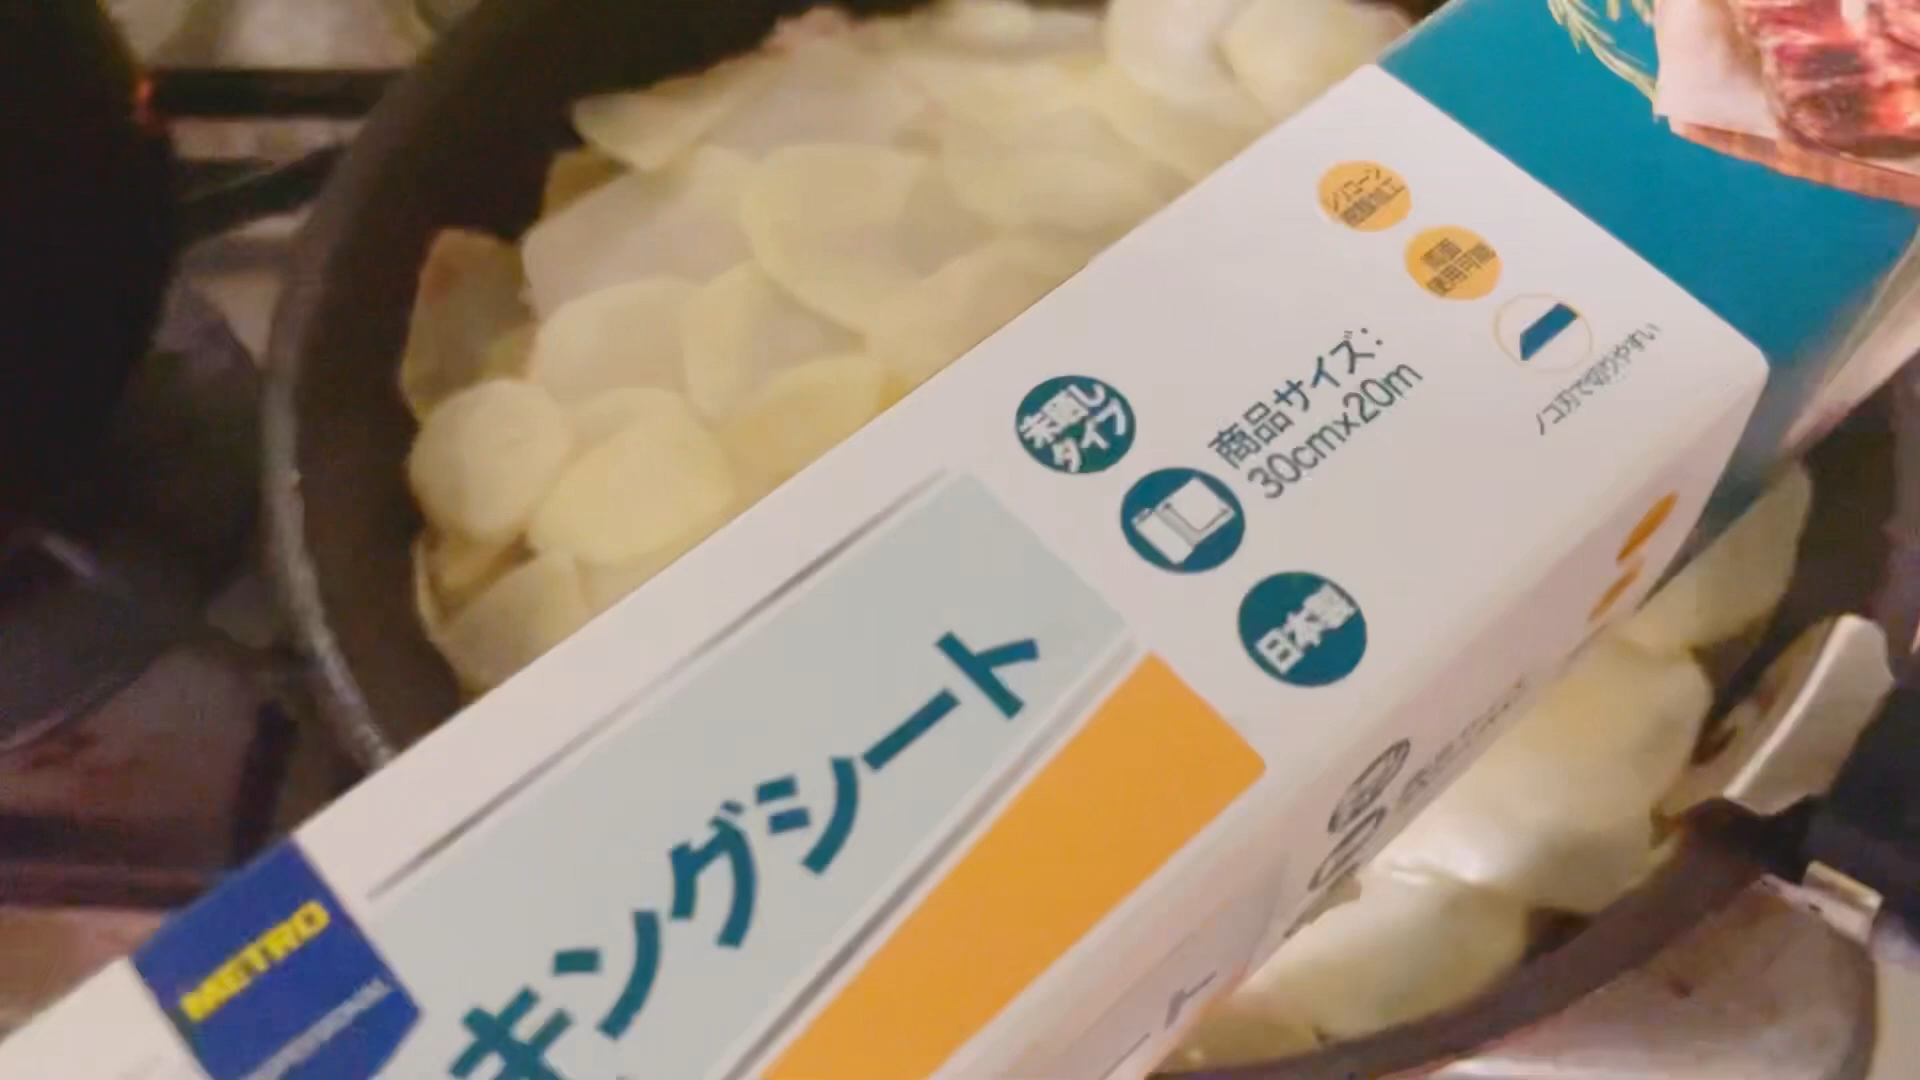 シリコーン
樹脂加工
両面
使用可能
ノコ刃で切りやすい
商品サイズ:
30cmx20m
未晒し
タイプ
日本製
キングシート
METRO
PROFESSIONAL